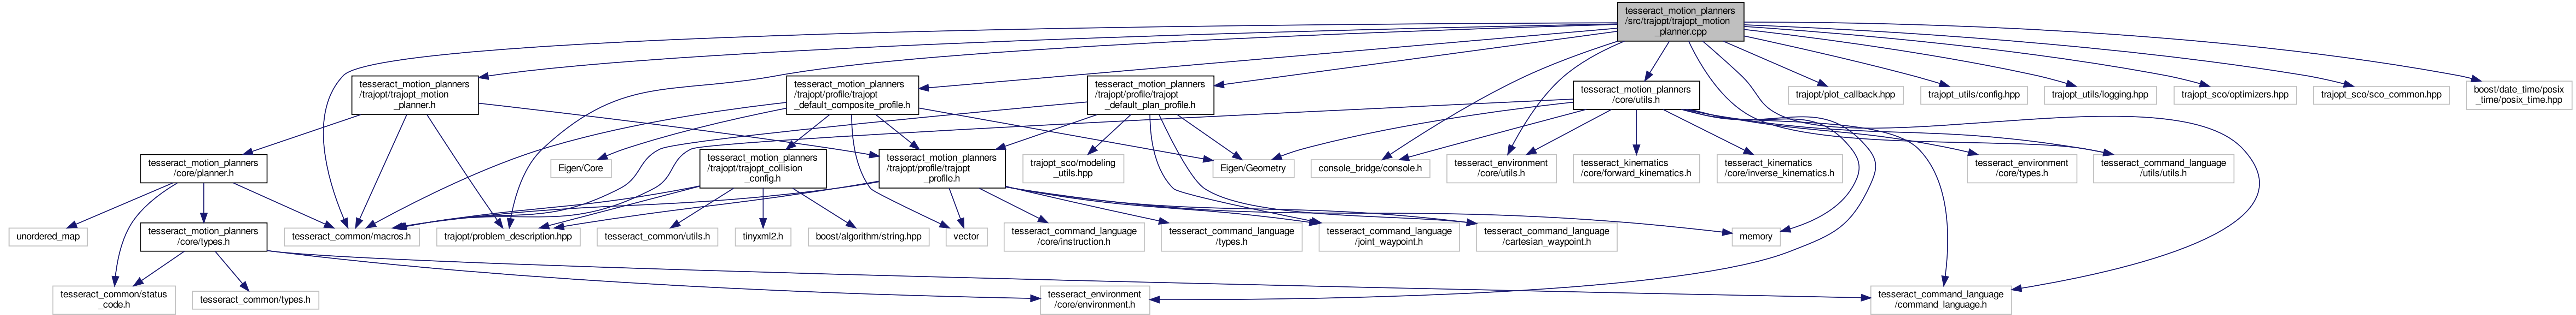 tesseract_motion_planners
/src/trajopt/trajopt_motion
_planner.cpp
tesseract_motion_planners
/trajopt/trajopt_motion
_planner.h
tesseract_motion_planners
/trajopt/profile/trajopt
_default_composite_profile.h
tesseract_motion_planners
/trajopt/profile/trajopt
_default_plan_profile.h
tesseract_motion_planners
/core/utils.h
trajopt/plot_callback.hpp
trajopt_utils/config.hpp
trajopt_utils/logging.hpp
trajopt_sco/optimizers.hpp
trajopt_sco/sco_common.hpp
boost/date_time/posix
_time/posix_time.hpp
tesseract_motion_planners
/core/planner.h
Eigen/Core
tesseract_motion_planners
/trajopt/trajopt_collision
_config.h
tesseract_motion_planners
/trajopt/profile/trajopt
_profile.h
trajopt_sco/modeling
_utils.hpp
Eigen/Geometry
console_bridge/console.h
tesseract_environment
/core/utils.h
tesseract_kinematics
/core/forward_kinematics.h
tesseract_kinematics
/core/inverse_kinematics.h
tesseract_environment
/core/types.h
tesseract_command_language
/utils/utils.h
unordered_map
tesseract_motion_planners
/core/types.h
tesseract_common/macros.h
trajopt/problem_description.hpp
tesseract_common/utils.h
tinyxml2.h
boost/algorithm/string.hpp
vector
tesseract_command_language
/core/instruction.h
tesseract_command_language
/types.h
tesseract_command_language
/joint_waypoint.h
tesseract_command_language
/cartesian_waypoint.h
memory
tesseract_common/status
_code.h
tesseract_common/types.h
tesseract_environment
/core/environment.h
tesseract_command_language
/command_language.h